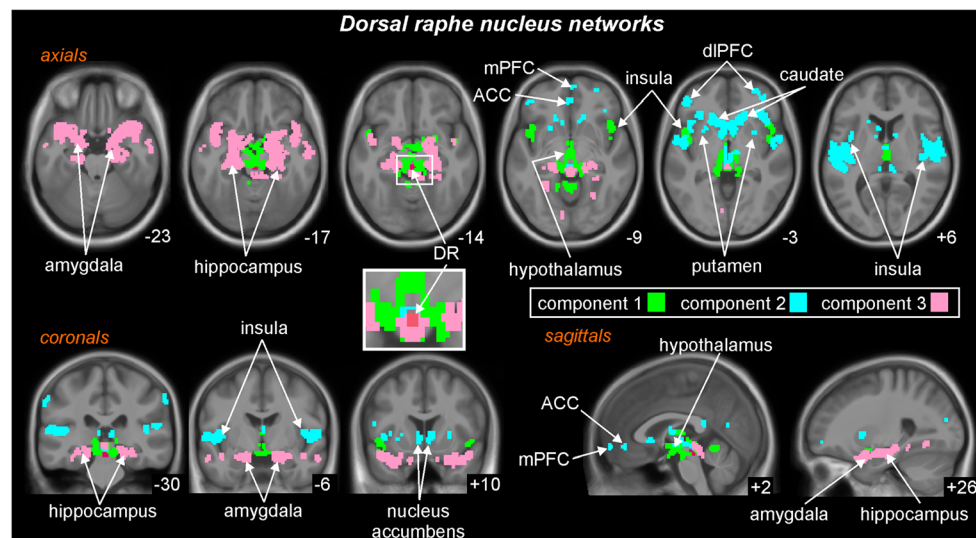 Dorsal raphe nucleus networks
axials
mPFC
ACC
insula
dlPFC
caudate
-23
-17
-14
-9
-3
+6
amygdala
hippocampus
DR
hypothalamus
putamen
insula
component 1
component 2
component 3
coronals
insula
sagittals
hypothalamus
ACC
mPFC
-30
-6
+10
+2
+26
hippocampus
amygdala
nucleus
accumbens
amygdala
hippocampus